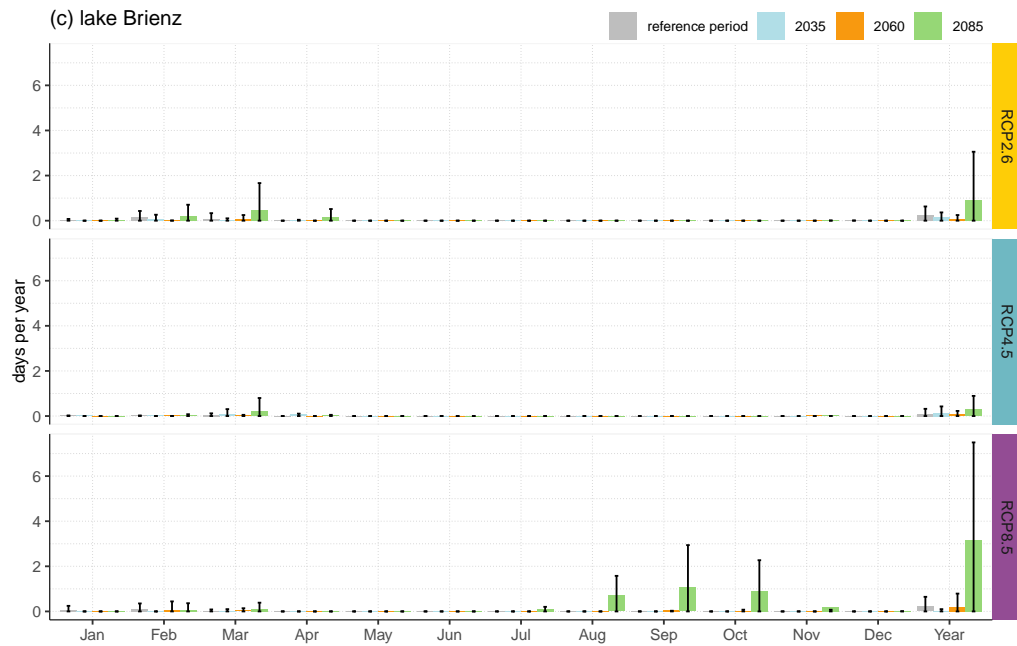 (c) lake Brienz
reference period 2035 2060 2085
days per year
6
4
2
0
RCP2.6
6
4
2
0
RCP4.5
6
4
2
0
RCP8.5
Jan Feb Mar Apr May Jun Jul Aug Sep Oct Nov Dec Year